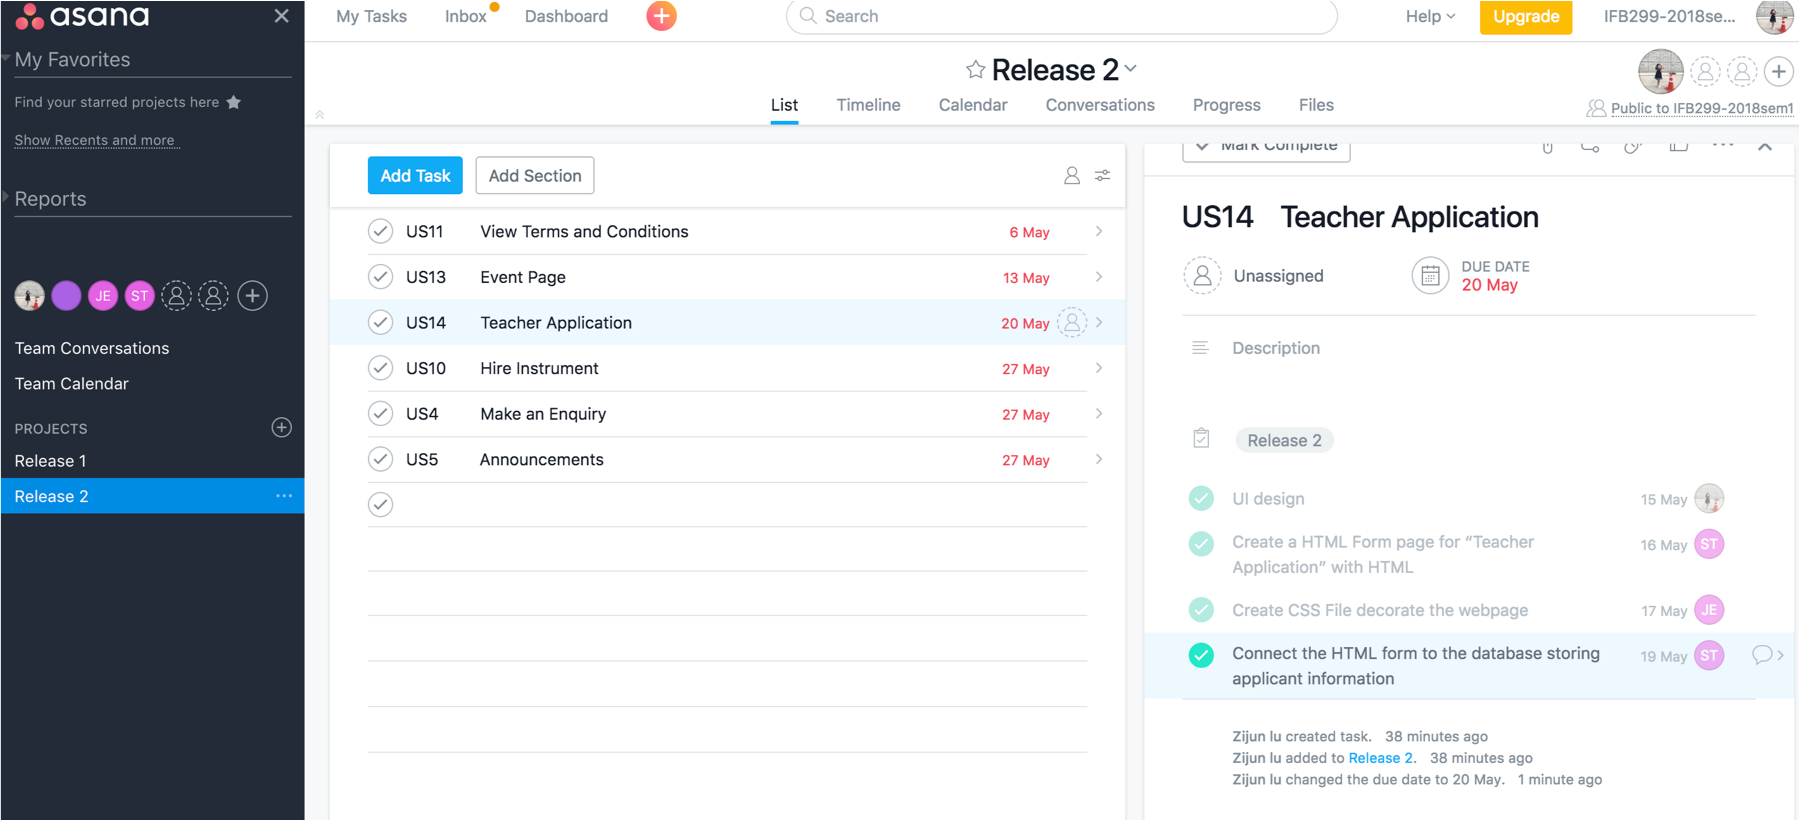 asana
My Favorites
Find your starred projects here
Show Recents and more
Reports
JE
ST
Team Conversations
Team Calendar
PROJECTS
Release 1
Release 2
My Tasks
Inbox
Dashboard
Search
Help
Upgrade
IFB299-2018se...
Release 2
List
Timeline
Calendar
Conversations
Progress
Files
Public to IFB299-2018sem1
Add Task
Add Section
US11 View Terms and Conditions 6 May
US13 Event Page 13 May
US14 Teacher Application 20 May
US10 Hire Instrument 27 May
US4 Make an Enquiry 27 May
US5 Announcements 27 May
Mark Complete
US14 Teacher Application
Unassigned
DUE DATE
20 May
Description
Release 2
UI design 15 May
Create a HTML Form page for “Teacher 16 May ST
Application” with HTML
Create CSS File decorate the webpage 17 May JE
Connect the HTML form to the database storing 19 May ST
applicant information
Zijun lu created task. 38 minutes ago
Zijun lu added to Release 2. 38 minutes ago
Zijun lu changed the due date to 20 May. 1 minute ago